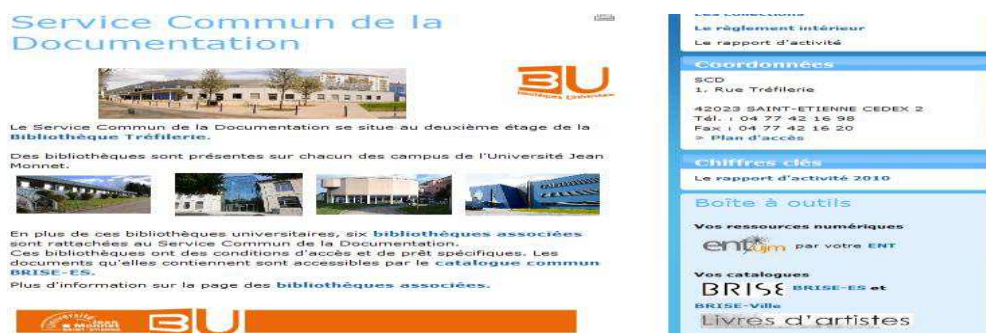 Service Commun de la
Documentation
BU
Le Service Commun de la Documentation se situe au deuxième étage de la
Bibliothèque Tréfilerie.
Des bibliothèques sont présentes sur chacun des campus de l'Université Jean
Monnet.
En plus de ces bibliothèques universitaires, six bibliothèques associées
sont rattachées au Service Commun de la Documentation.
Ces bibliothèques ont des conditions d'accès et de prêt spécifiques. Les
documents qu'elles contiennent sont accessibles par le catalogue commun
BRISE-ES.
Plus d'information sur la page des bibliothèques associées.
BU
Les collections
Le règlement intérieur
Le rapport d'activité
Coordonnées
SCD
1, Rue Tréfilerie
42023 SAINT-ETIENNE CEDEX 2
Tél. : 04 77 42 16 98
Fax : 04 77 42 16 20
> Plan d'accès
Chiffres clés
Le rapport d'activité 2010
Boîte à outils
Vos ressources numériques
entujm par votre ENT
Vos catalogues
BRISE BRISE-ES et
BRISE-Ville
Livres d'artistes